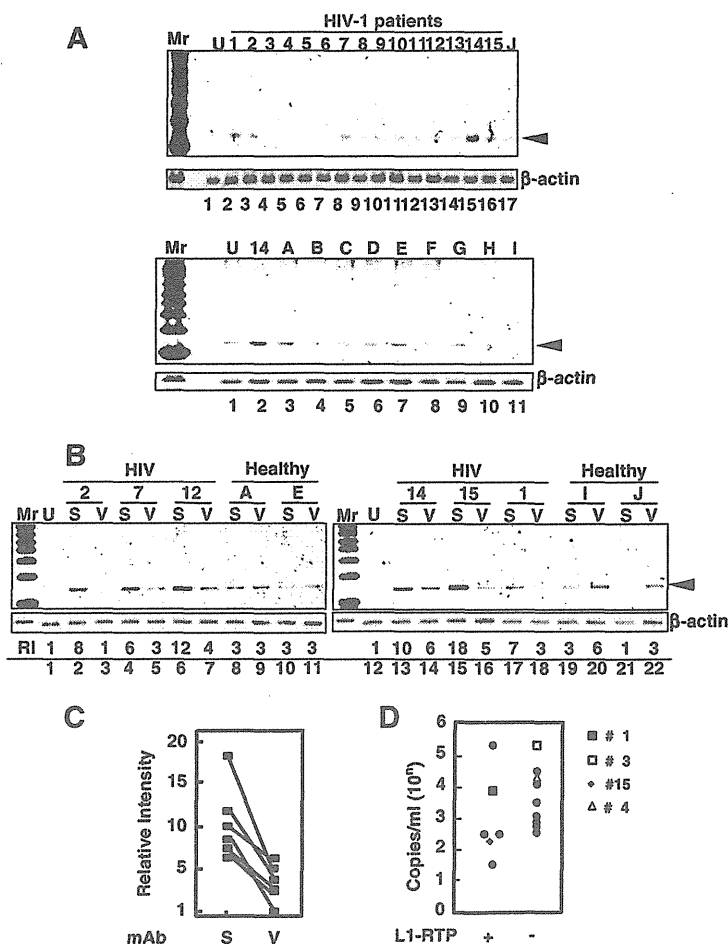 A
HIV-1 patients
Mr U 1 2 3 4 5 6 7 8 9 10 11 12 13 14 15 J
β-actin
1 2 3 4 5 6 7 8 9 10 11 12 13 14 15 16 17
Mr U 14 A B C D E F G H I
β-actin
1 2 3 4 5 6 7 8 9 10 11
B
HIV Healthy HIV Healthy
2 7 12 A E 14 15 1 I J
Mr U S V S V S V S V S V Mr U S V S V S V S V S V
β-actin
RI 1 8 1 6 3 12 4 3 3 3 3 1 10 6 18 5 7 3 3 6 1 3
1 2 3 4 5 6 7 8 9 10 11 12 13 14 15 16 17 18 19 20 21 22
C
Relative Intensity
20
15
10
5
1
mAb S V
D
Copies/ml (10ⁿ)
6
5
4
3
2
1
0
L1-RTP + -
# 1
# 3
#15
# 4